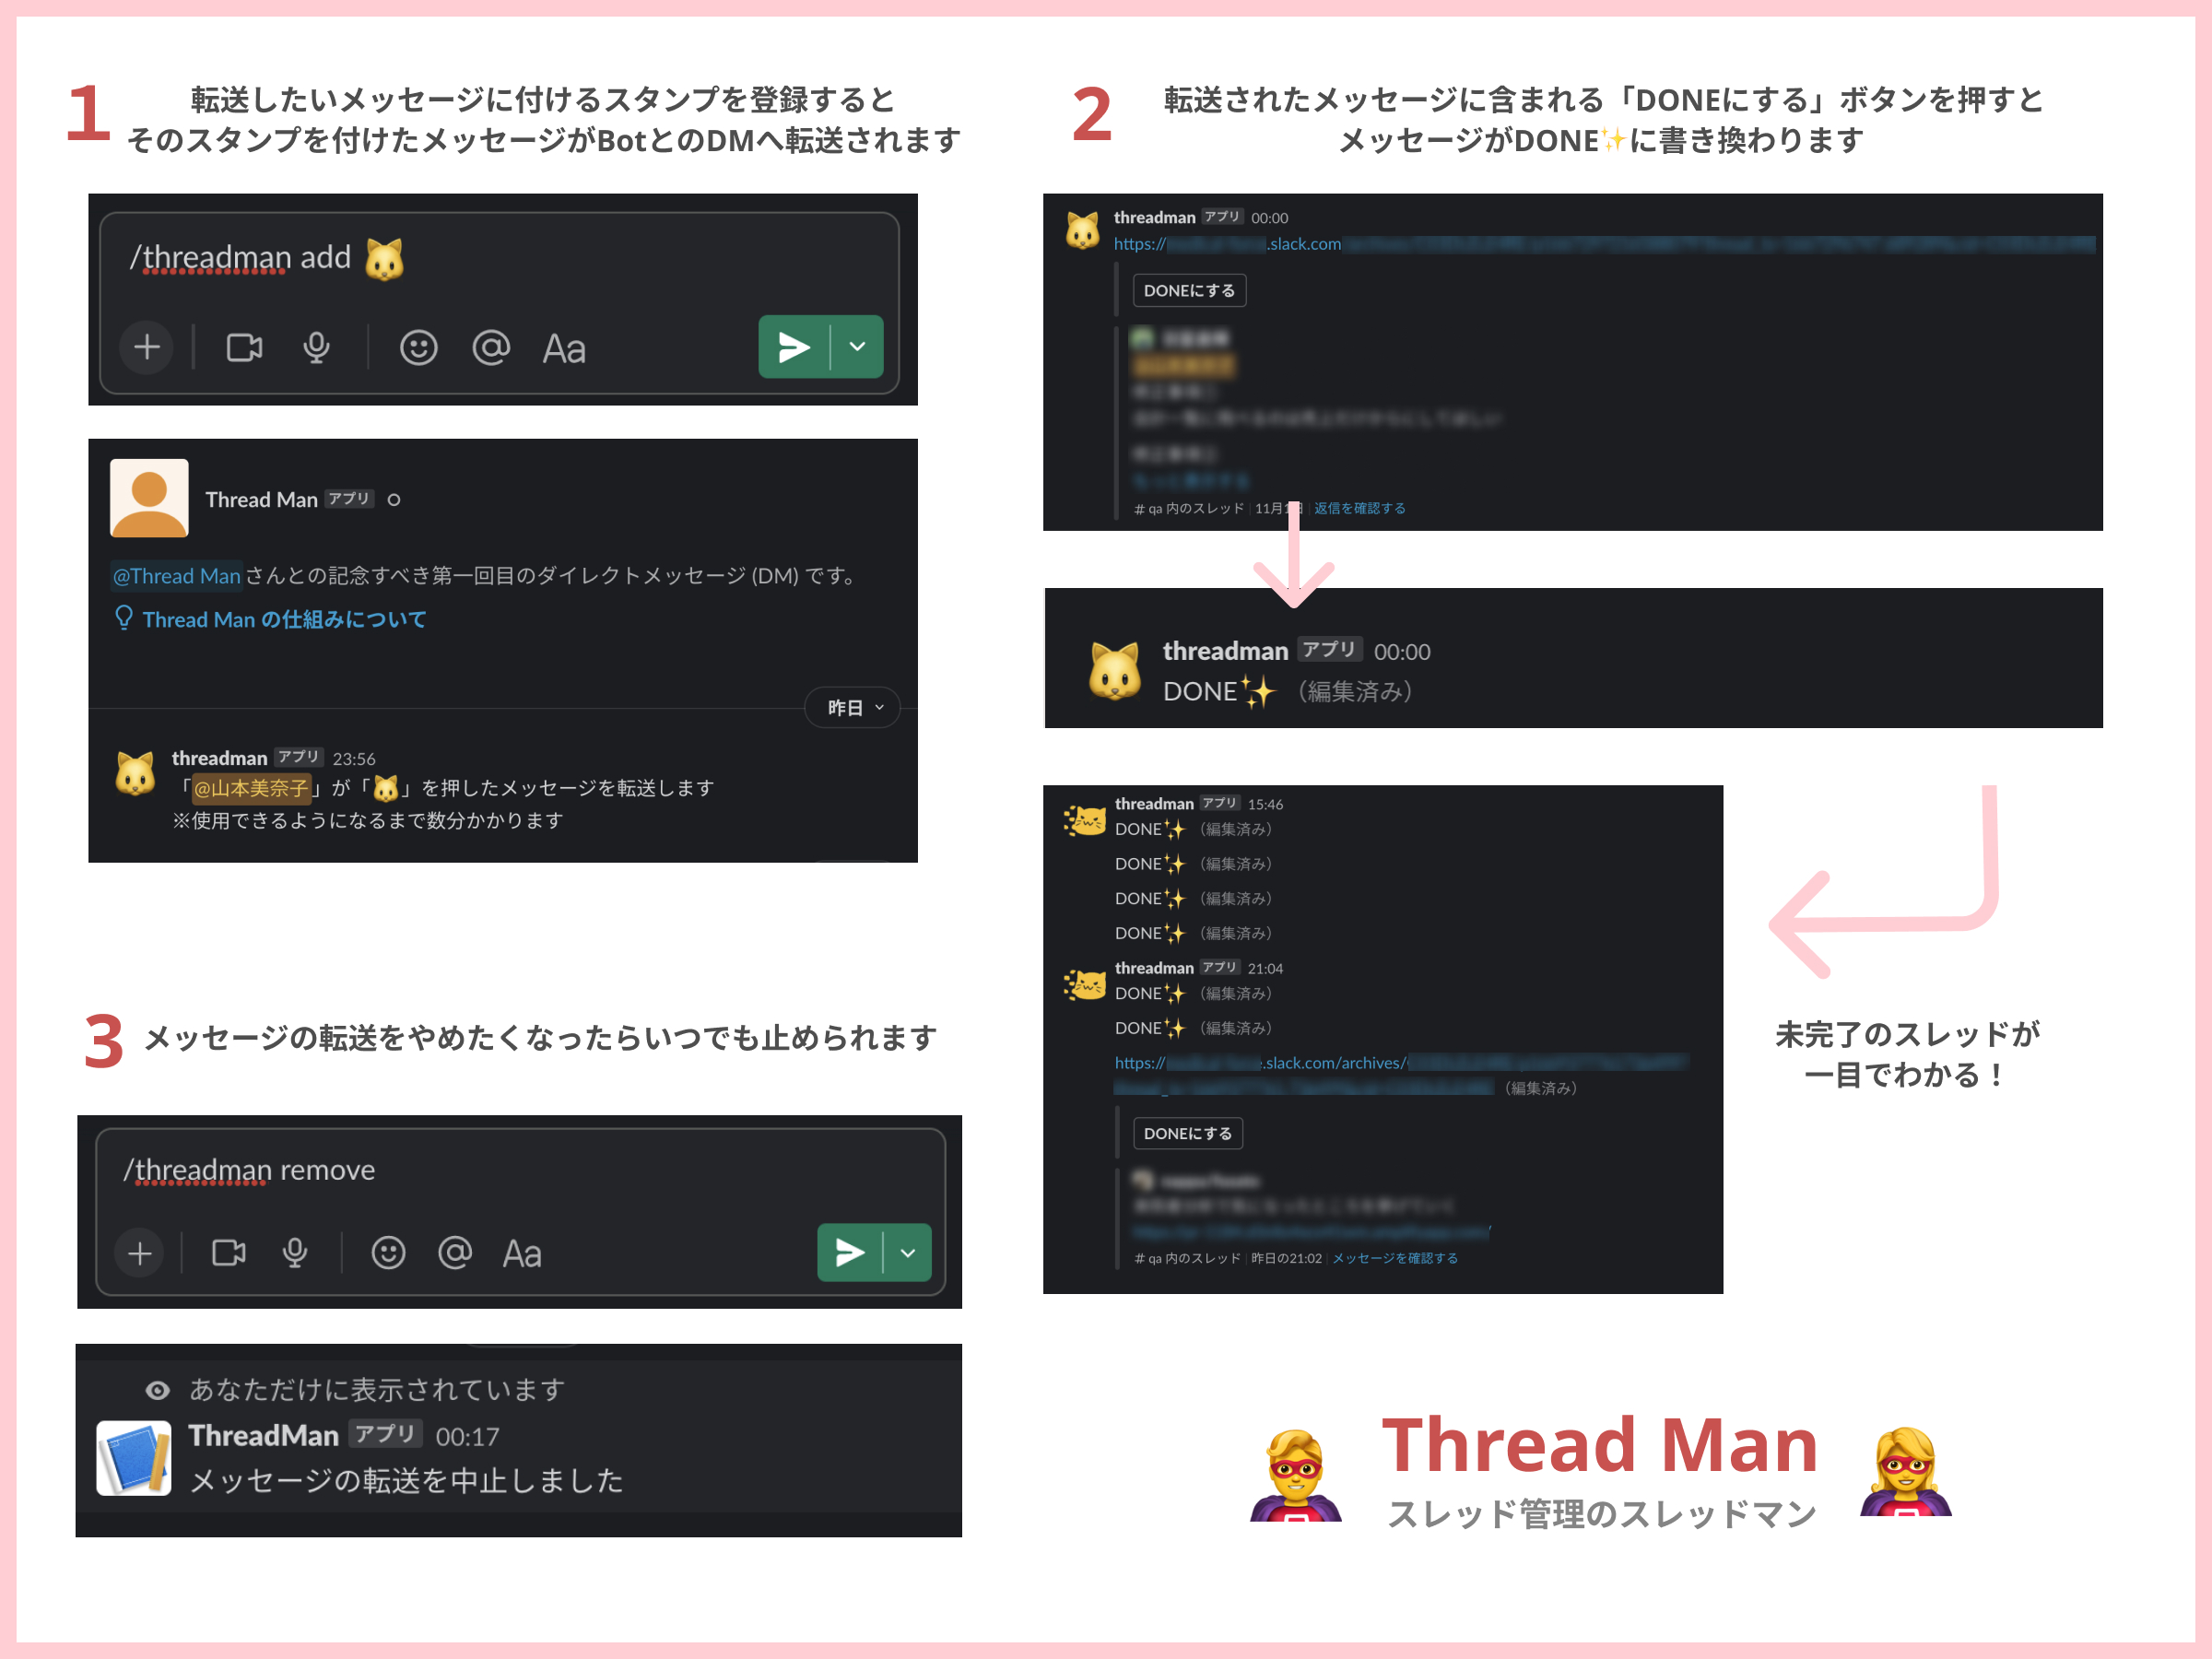 1
転送したいメッセージに付けるスタンプを登録すると
そのスタンプを付けたメッセージがBotとのDMへ転送されます
/threadman add 🐱
Aa
Thread Man アプリ
@Thread Manさんとの記念すべき第一回目のダイレクトメッセージ (DM) です。
Thread Man の仕組みについて
昨日
threadman アプリ 23:56
「@山本美奈子」が「🐱」を押したメッセージを転送します
※使用できるようになるまで数分かかります
2
転送されたメッセージに含まれる「DONEにする」ボタンを押すと
メッセージがDONE✨に書き換わります
threadman アプリ 00:00
https:// .slack.com
DONEにする
# qa 内のスレッド 11月1日 返信を確認する
threadman アプリ 00:00
DONE✨ （編集済み）
threadman アプリ 15:46
DONE✨ （編集済み）
DONE✨ （編集済み）
DONE✨ （編集済み）
DONE✨ （編集済み）
threadman アプリ 21:04
DONE✨ （編集済み）
DONE✨ （編集済み）
https:// .slack.com/archives/
（編集済み）
DONEにする
# qa 内のスレッド 昨日の21:02 メッセージを確認する
未完了のスレッドが
一目でわかる！
3
メッセージの転送をやめたくなったらいつでも止められます
/threadman remove
Aa
あなただけに表示されています
ThreadMan アプリ 00:17
メッセージの転送を中止しました
Thread Man
スレッド管理のスレッドマン